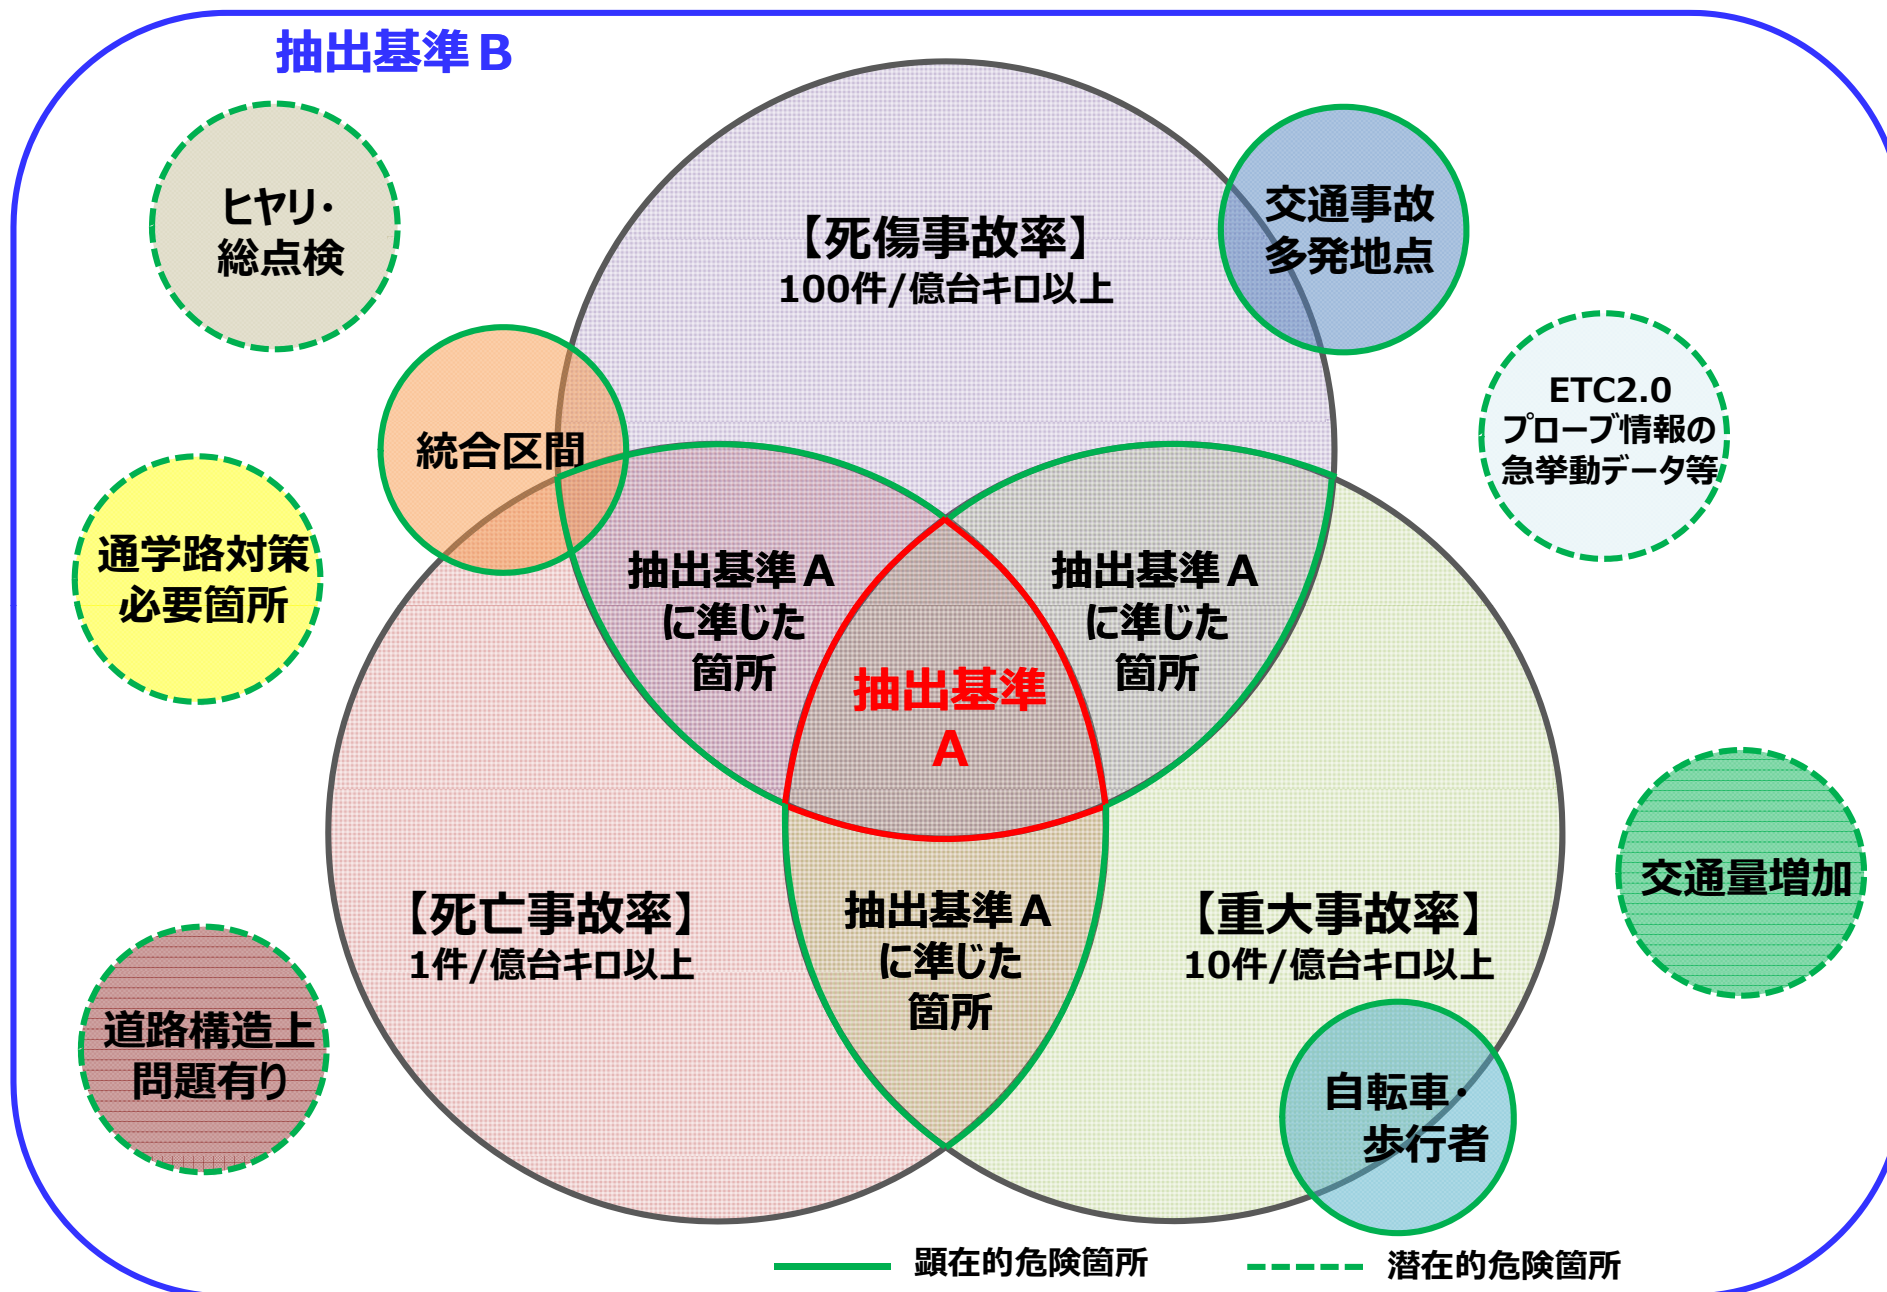 抽出基準B
ヒヤリ・
総点検
【死傷事故率】
100件/億台キロ以上
交通事故
多発地点
ETC2.0
プローブ情報の
急挙動データ等
統合区間
通学路対策
必要箇所
抽出基準A
に準じた
箇所
抽出基準A
に準じた
箇所
抽出基準
A
【死亡事故率】
1件/億台キロ以上
抽出基準A
に準じた
箇所
【重大事故率】
10件/億台キロ以上
交通量増加
道路構造上
問題有り
自転車・
歩行者
顕在的危険箇所
潜在的危険箇所